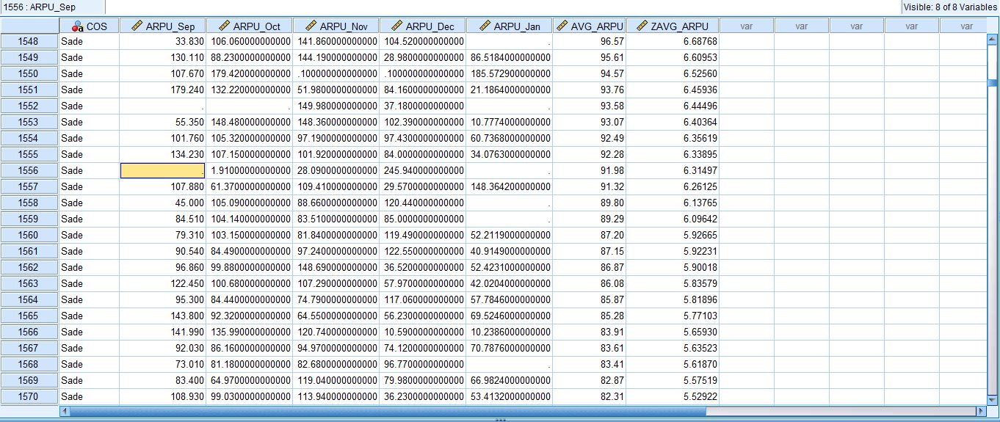 1556 : ARPU_Sep Visible: 8 of 8 Variables
COS ARPU_Sep ARPU_Oct ARPU_Nov ARPU_Dec ARPU_Jan AVG_ARPU ZAVG_ARPU var var var var var
1548 Sade 33.830 106.060000000000 141.860000000000 104.520000000000 . 96.57 6.68768
1549 Sade 130.110 88.2300000000000 144.190000000000 28.9800000000000 86.5184000000000 95.61 6.60953
1550 Sade 107.670 179.420000000000 .100000000000000 .100000000000000 185.572900000000 94.57 6.52560
1551 Sade 179.240 132.220000000000 51.9800000000000 84.1600000000000 21.1864000000000 93.76 6.45936
1552 Sade . . 149.980000000000 37.1800000000000 . 93.58 6.44496
1553 Sade 55.350 148.480000000000 148.360000000000 102.390000000000 10.7774000000000 93.07 6.40364
1554 Sade 101.760 105.320000000000 97.1900000000000 97.4300000000000 60.7368000000000 92.49 6.35619
1555 Sade 134.230 107.150000000000 101.920000000000 84.0000000000000 34.0763000000000 92.28 6.33895
1556 Sade . 1.91000000000000 28.0900000000000 245.940000000000 . 91.98 6.31497
1557 Sade 107.880 61.3700000000000 109.410000000000 29.5700000000000 148.364200000000 91.32 6.26125
1558 Sade 45.000 105.090000000000 88.6600000000000 120.440000000000 . 89.80 6.13765
1559 Sade 84.510 104.140000000000 83.5100000000000 85.0000000000000 . 89.29 6.09642
1560 Sade 79.310 103.150000000000 81.8400000000000 119.490000000000 52.2119000000000 87.20 5.92665
1561 Sade 90.540 84.4900000000000 97.2400000000000 122.550000000000 40.9149000000000 87.15 5.92231
1562 Sade 96.860 99.8800000000000 148.690000000000 36.5200000000000 52.4231000000000 86.87 5.90018
1563 Sade 122.450 100.680000000000 107.290000000000 57.9700000000000 42.0204000000000 86.08 5.83579
1564 Sade 95.300 84.4400000000000 74.7900000000000 117.060000000000 57.7846000000000 85.87 5.81896
1565 Sade 143.800 92.3200000000000 64.5500000000000 56.2300000000000 69.5246000000000 85.28 5.77103
1566 Sade 141.990 135.990000000000 120.740000000000 10.5900000000000 10.2386000000000 83.91 5.65930
1567 Sade 92.030 86.1600000000000 94.9700000000000 74.1200000000000 70.7876000000000 83.61 5.63523
1568 Sade 73.010 81.1800000000000 82.6800000000000 96.7700000000000 . 83.41 5.61870
1569 Sade 83.400 64.9700000000000 119.040000000000 79.9800000000000 66.9824000000000 82.87 5.57519
1570 Sade 108.930 99.0300000000000 113.940000000000 36.2300000000000 53.4132000000000 82.31 5.52922